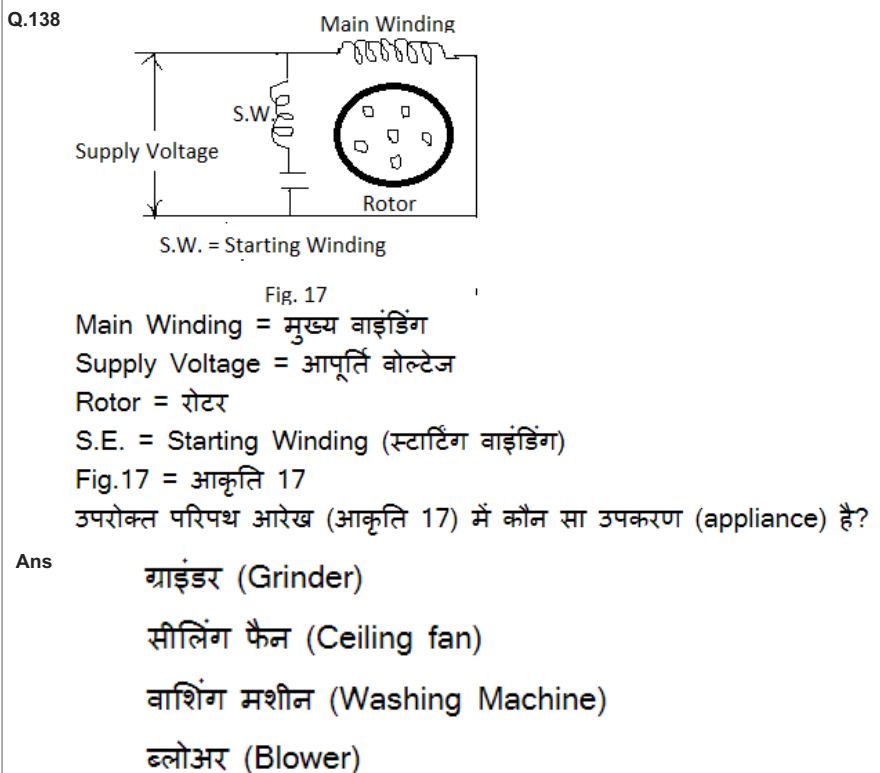 Q.138
Main Winding
S.W.
Supply Voltage
Rotor
S.W. = Starting Winding
Fig. 17
Main Winding = मुख्य वाइंडिंग
Supply Voltage = आपूर्ति वोल्टेज
Rotor = रोटर
S.E. = Starting Winding (स्टार्टिंग वाइंडिंग)
Fig.17 = आकृति 17
उपरोक्त परिपथ आरेख (आकृति 17) में कौन सा उपकरण (appliance) है?
Ans
ग्राइंडर (Grinder)
सीलिंग फैन (Ceiling fan)
वाशिंग मशीन (Washing Machine)
ब्लोअर (Blower)